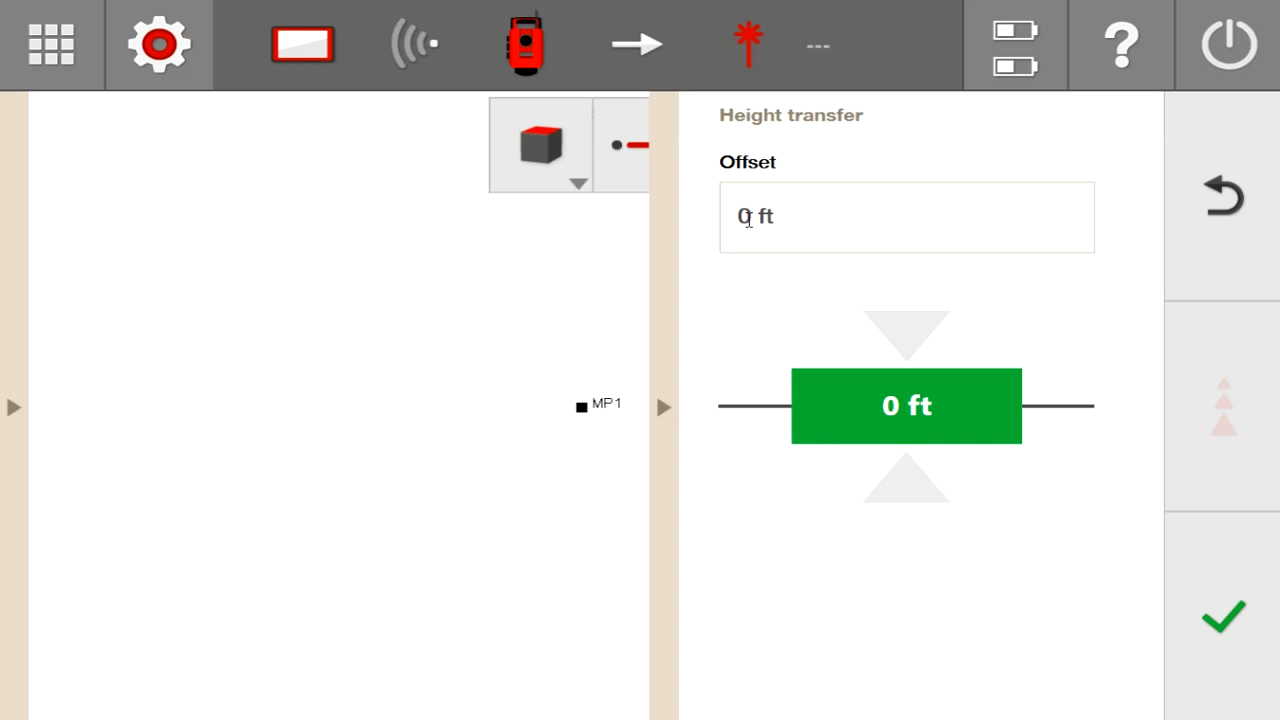 ---
Height transfer
Offset
0 ft
MP1
0 ft